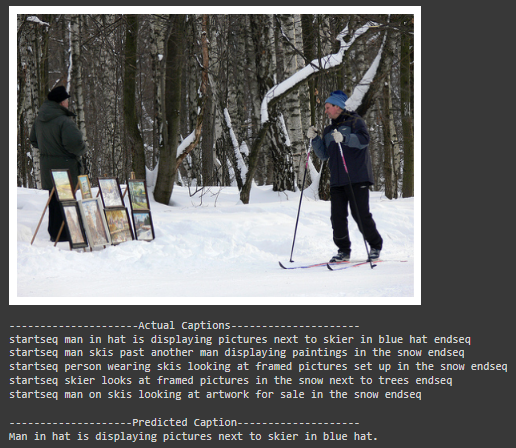 ---------------------Actual Captions---------------------
startseq man in hat is displaying pictures next to skier in blue hat endseq
startseq man skis past another man displaying paintings in the snow endseq
startseq person wearing skis looking at framed pictures set up in the snow endseq
startseq skier looks at framed pictures in the snow next to trees endseq
startseq man on skis looking at artwork for sale in the snow endseq
--------------------Predicted Caption--------------------
Man in hat is displaying pictures next to skier in blue hat.